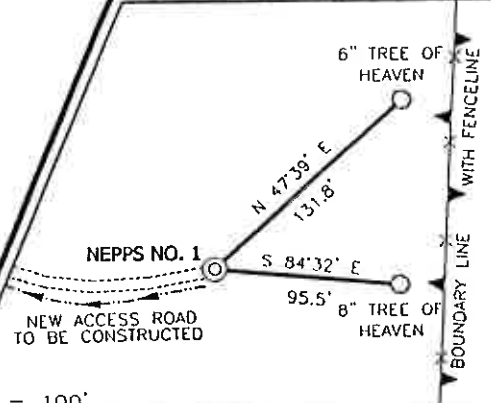 6" TREE OF
HEAVEN
WITH FENCELINE
BOUNDARY LINE
N 47°39' E
131.8'
NEPPS NO. 1
S 84°32' E
95.5'
8" TREE OF
HEAVEN
NEW ACCESS ROAD
TO BE CONSTRUCTED
= 100'